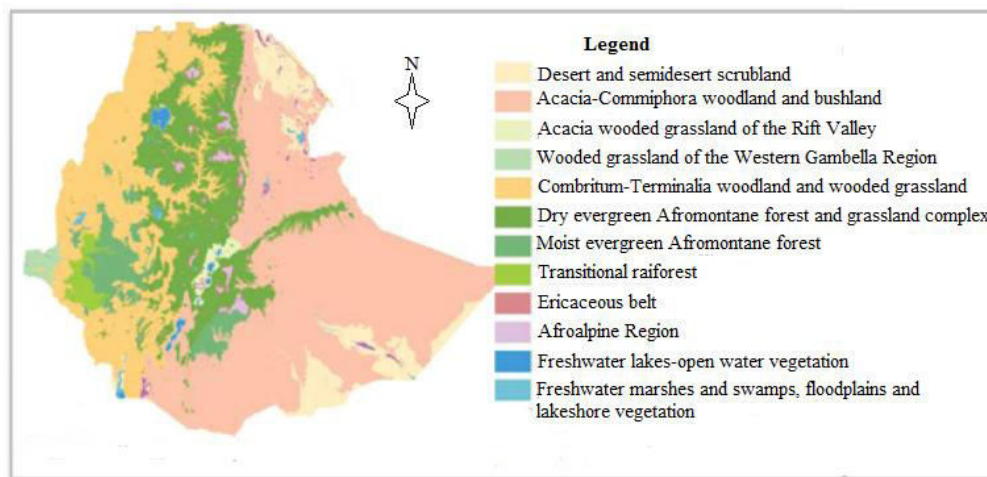 Legend
N
Desert and semidesert scrubland
Acacia-Commiphora woodland and bushland
Acacia wooded grassland of the Rift Valley
Wooded grassland of the Western Gambella Region
Combritum-Terminalia woodland and wooded grassland
Dry evergreen Afromontane forest and grassland complex
Moist evergreen Afromontane forest
Transitional raiforest
Ericaceous belt
Afroalpine Region
Freshwater lakes-open water vegetation
Freshwater marshes and swamps, floodplains and
lakeshore vegetation